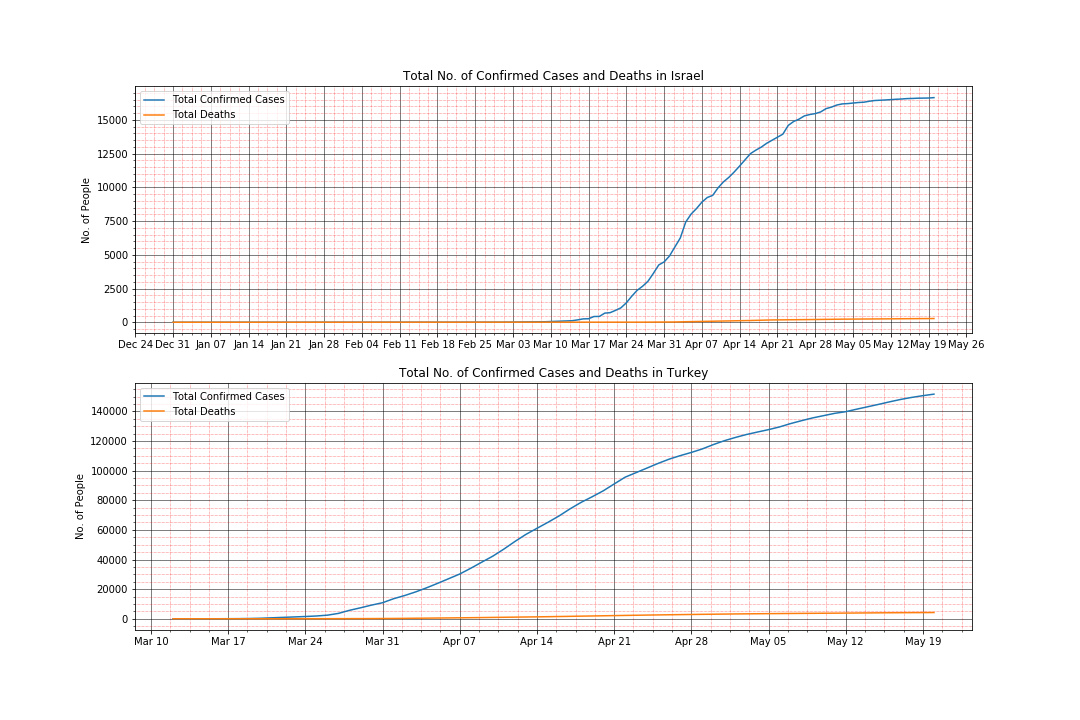 Total No. of Confirmed Cases and Deaths in Israel
Total Confirmed Cases
Total Deaths
No. of People
15000
12500
10000
7500
5000
2500
0
Dec 24 Dec 31 Jan 07 Jan 14 Jan 21 Jan 28 Feb 04 Feb 11 Feb 18 Feb 25 Mar 03 Mar 10 Mar 17 Mar 24 Mar 31 Apr 07 Apr 14 Apr 21 Apr 28 May 05 May 12 May 19 May 26
Total No. of Confirmed Cases and Deaths in Turkey
Total Confirmed Cases
Total Deaths
No. of People
140000
120000
100000
80000
60000
40000
20000
0
Mar 10 Mar 17 Mar 24 Mar 31 Apr 07 Apr 14 Apr 21 Apr 28 May 05 May 12 May 19